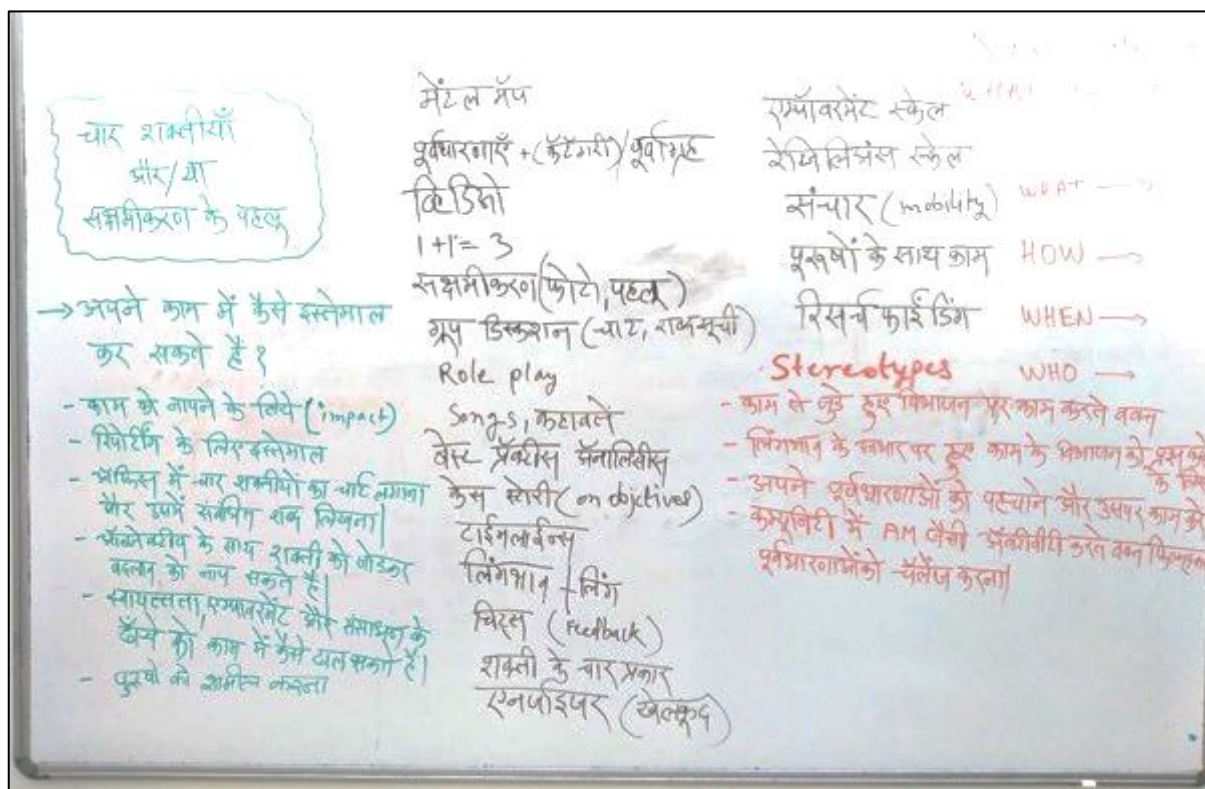 चार शक्तीयाँ
और/या
सक्षमीकरण के पहलू
→ अपने काम में कैसे इस्तेमाल
कर सकते है?
- काम को नापने के लिये (impact)
- रिपोर्टींग के लिए इस्तेमाल
- ऑफिस में चार शक्तीयों का चार्ट लगाना
और उसमें शब्द लिखना|
- के साथ शक्ती को जोडकर
बदलाव को नाप सकते है|
- स्वायत्तता, एम्पावरमेंट और संसाधन के
ढाँचे को काम में कैसे डाल सकते है|
- पुरुषो को शामील करना
मेंटल मॅप
पूर्वधारणाएँ + (कॅटॅगरी)/पूर्वाग्रह
व्हिडिओ
1+1=3
सक्षमीकरण (फोटो, पहलू)
ग्रुप डिस्कशन (चार्ट, शब्दसूची)
Role play
Songs, कहावतें
बेस्ट प्रॅक्टीस अ‍ॅनालिसीस
केस स्टोरी (on objectives)
टाईमलाईन्स
लिंगभाव - लिंग
चिट्स (Feedback)
शक्ती के चार प्रकार
एनर्जाइजर (खेलकूद)
एम्पॉवरमेंट स्केल
रेझिलिअंस स्केल
संचार (mobility) WHAT →
पुरूषों के साथ काम HOW →
रिसर्च फाईंडिंग WHEN →
Stereotypes WHO →
- काम से जुडे हुए विभाजन पर काम करते वक्त
- लिंगभाव के आधार पर हुए काम के विभाजन को
के लिए
- अपने पूर्वधारणाओं को पहचाने और उसपर काम करे
- कम्यूनिटी में AM जैसी अ‍ॅक्टीवीटी करते वक्त
पूर्वधारणाओंको चॅलेंज करना|